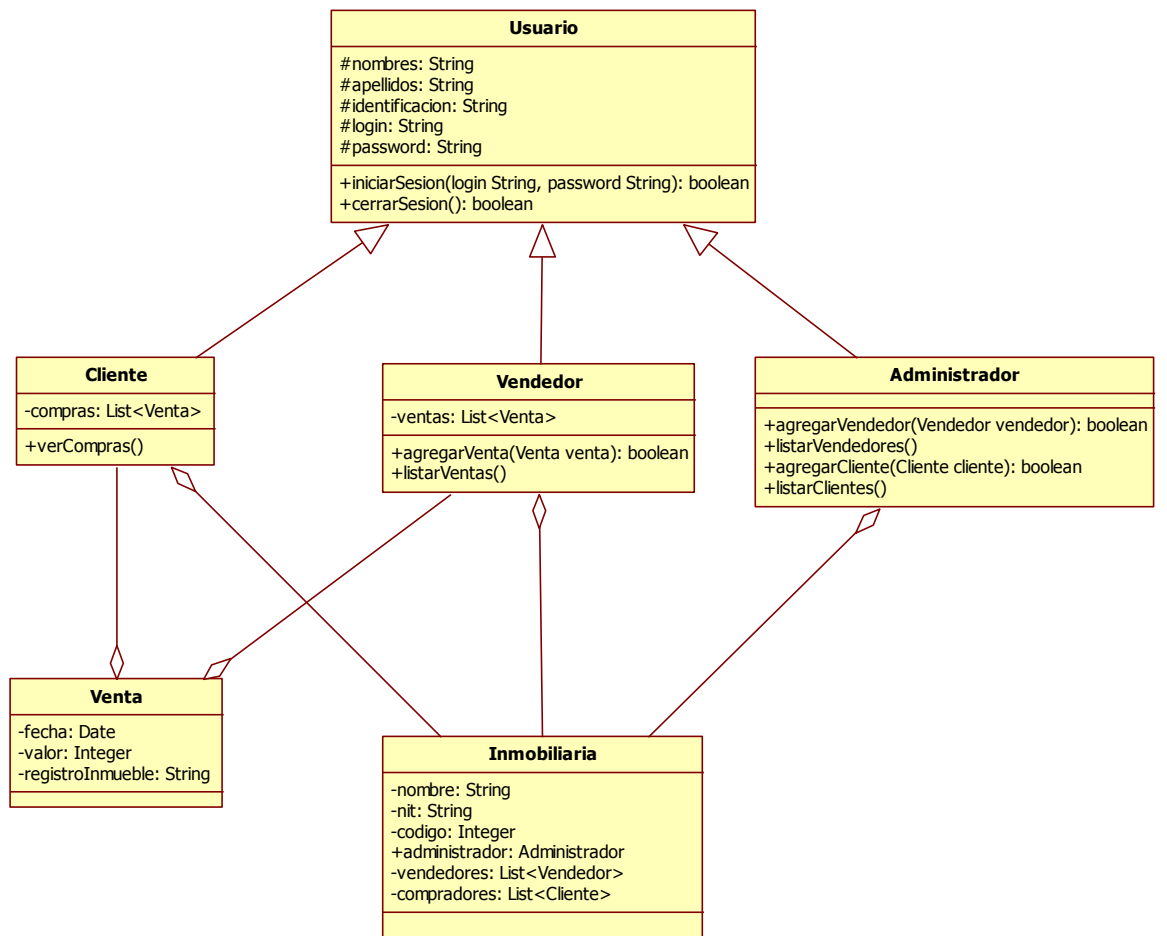 Usuario
#nombres: String
#apellidos: String
#identificacion: String
#login: String
#password: String
+iniciarSesion(login String, password String): boolean
+cerrarSesion(): boolean
Cliente
-compras: List<Venta>
+verCompras()
Vendedor
-ventas: List<Venta>
+agregarVenta(Venta venta): boolean
+listarVentas()
Administrador
+agregarVendedor(Vendedor vendedor): boolean
+listarVendedores()
+agregarCliente(Cliente cliente): boolean
+listarClientes()
Venta
-fecha: Date
-valor: Integer
-registroInmueble: String
Inmobiliaria
-nombre: String
-nit: String
-codigo: Integer
+administrador: Administrador
-vendedores: List<Vendedor>
-compradores: List<Cliente>